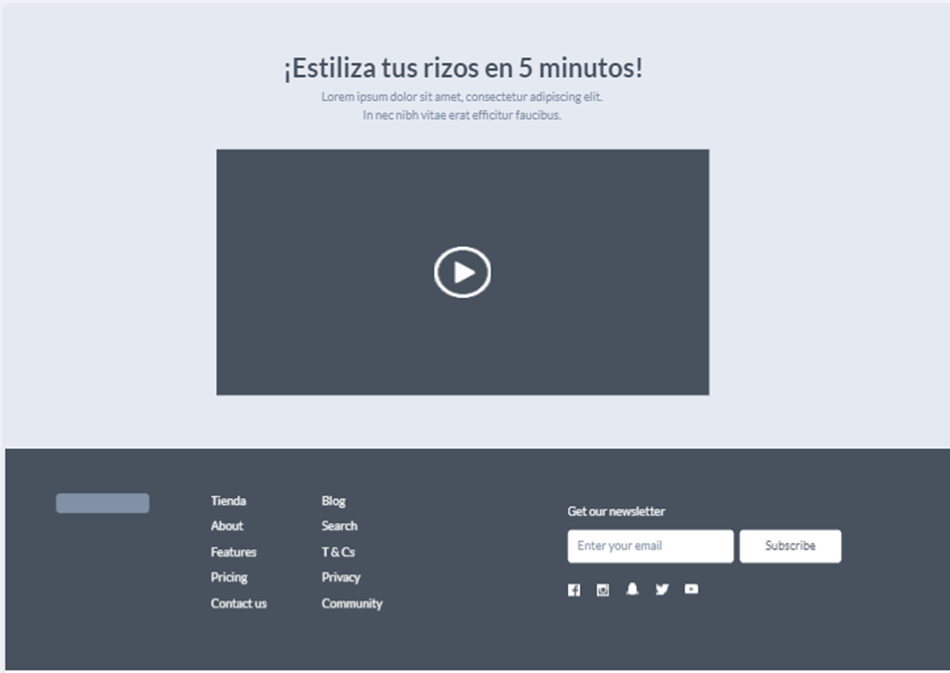 ¡Estiliza tus rizos en 5 minutos!
Lorem ipsum dolor sit amet, consectetur adipiscing elit.
In nec nibh vitae erat efficitur faucibus.
Tienda
About
Features
Pricing
Contact us
Blog
Search
T & Cs
Privacy
Community
Get our newsletter
Enter your email
Subscribe